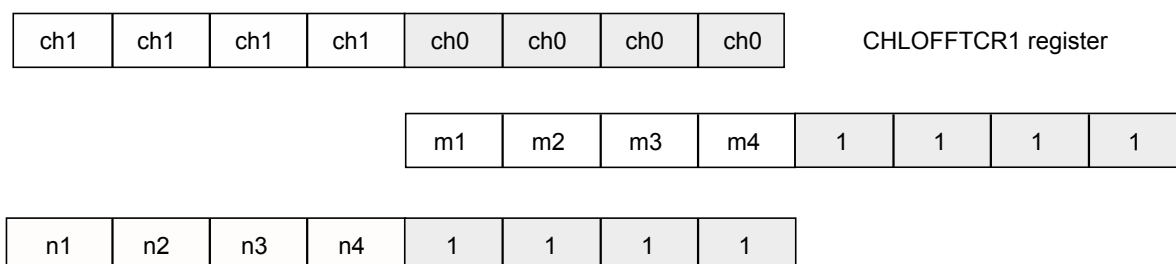 ch1 ch1 ch1 ch1 ch0 ch0 ch0 ch0 CHLOFFTCR1 register
m1 m2 m3 m4 1 1 1 1
n1 n2 n3 n4 1 1 1 1